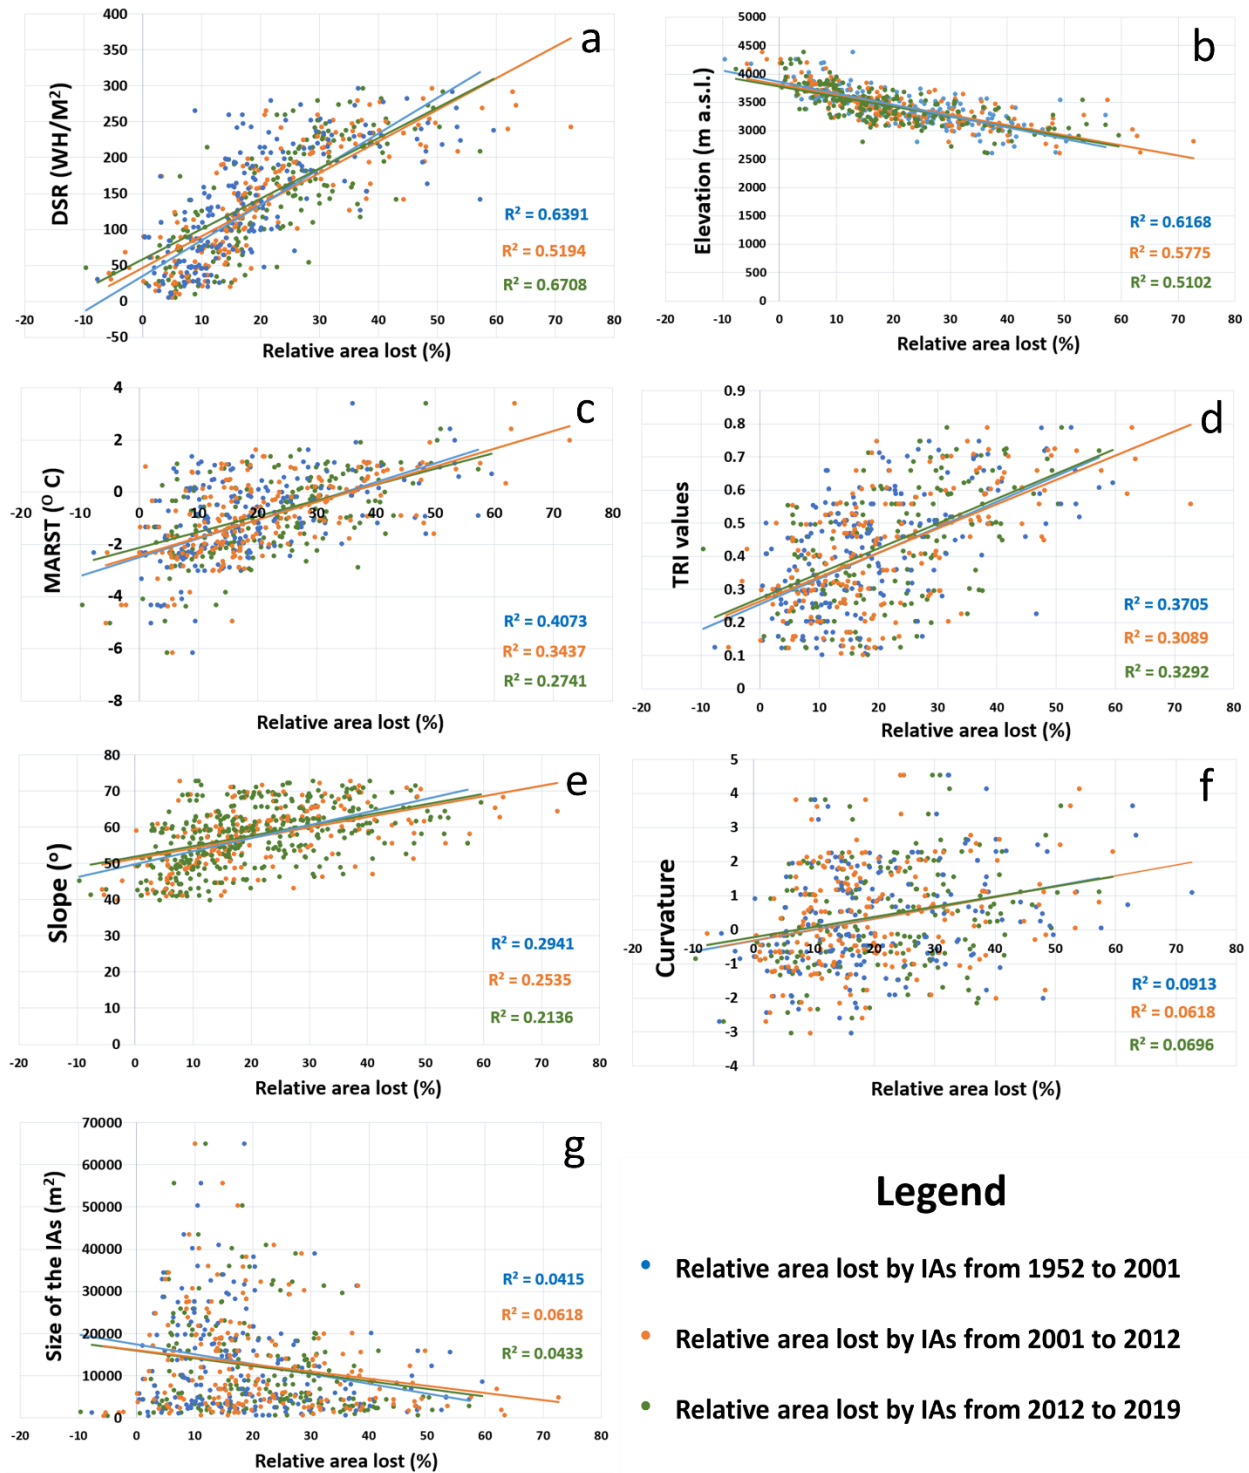 a
400
350
300
250
200
150
100
50
0
-50
DSR (WH/M²)
R² = 0.6391
R² = 0.5194
R² = 0.6708
-20 -10 0 10 20 30 40 50 60 70 80
Relative area lost (%)
b
5000
4500
4000
3500
3000
2500
2000
1500
1000
500
0
Elevation (m a.s.l.)
R² = 0.6168
R² = 0.5775
R² = 0.5102
-20 -10 0 10 20 30 40 50 60 70 80
Relative area lost (%)
c
4
2
0
-2
-4
-6
-8
MARST (⁰ C)
-20 -10 0 10 20 30 40 50 60 70 80
R² = 0.4073
R² = 0.3437
R² = 0.2741
Relative area lost (%)
d
0.9
0.8
0.7
0.6
0.5
0.4
0.3
0.2
0.1
0
TRI values
R² = 0.3705
R² = 0.3089
R² = 0.3292
-20 -10 0 10 20 30 40 50 60 70 80
Relative area lost (%)
e
80
70
60
50
40
30
20
10
0
Slope (⁰)
R² = 0.2941
R² = 0.2535
R² = 0.2136
-20 -10 0 10 20 30 40 50 60 70 80
Relative area lost (%)
f
5
4
3
2
1
0
-1
-2
-3
-4
Curvature
-20 -10 0 10 20 30 40 50 60 70 80
R² = 0.0913
R² = 0.0618
R² = 0.0696
Relative area lost (%)
g
70000
60000
50000
40000
30000
20000
10000
0
Size of the IAs (m²)
R² = 0.0415
R² = 0.0618
R² = 0.0433
-20 -10 0 10 20 30 40 50 60 70 80
Relative area lost (%)
Legend
Relative area lost by IAs from 1952 to 2001
Relative area lost by IAs from 2001 to 2012
Relative area lost by IAs from 2012 to 2019